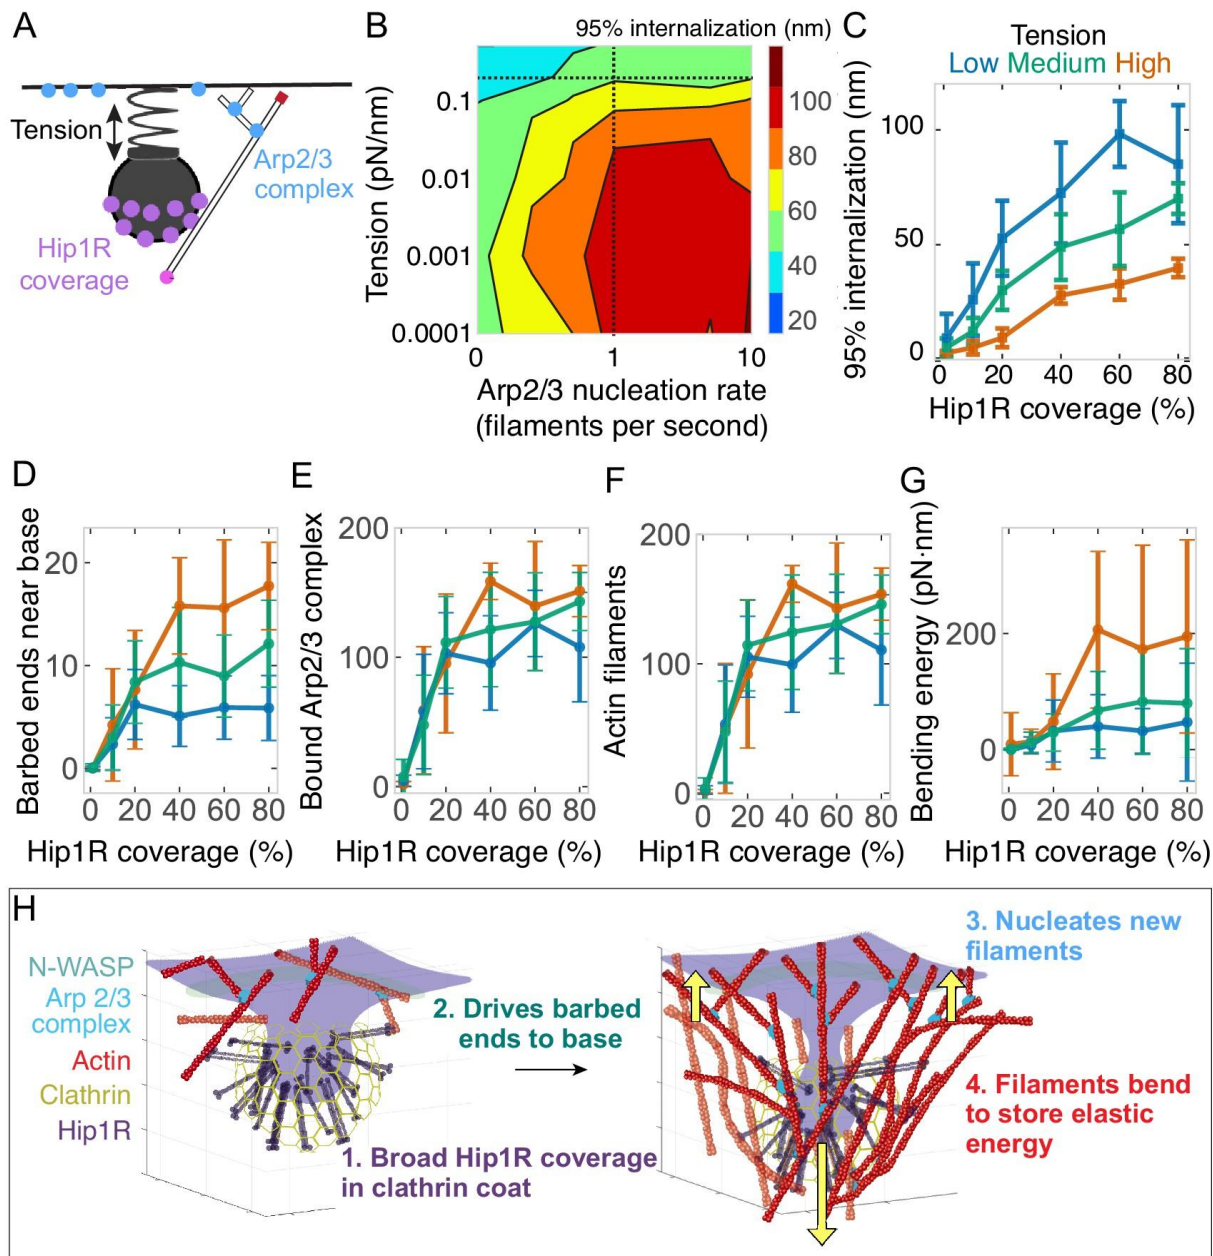 A
Tension
Arp2/3
complex
Hip1R
coverage
B
95% internalization (nm)
Tension (pN/nm)
0.1
0.01
0.001
0.0001
0
1
10
Arp2/3 nucleation rate
(filaments per second)
100
80
60
40
20
C
Tension
Low Medium High
95% internalization (nm)
100
50
0
0
20
40
60
80
Hip1R coverage (%)
D
Barbed ends near base
20
10
0
0 20 40 60 80
Hip1R coverage (%)
E
Bound Arp2/3 complex
200
100
0
0 20 40 60 80
Hip1R coverage (%)
F
Actin filaments
200
100
0
0 20 40 60 80
Hip1R coverage (%)
G
Bending energy (pN·nm)
200
0
0 20 40 60 80
Hip1R coverage (%)
H
N-WASP
Arp 2/3
complex
Actin
Clathrin
Hip1R
1. Broad Hip1R coverage
in clathrin coat
2. Drives barbed
ends to base
3. Nucleates new
filaments
4. Filaments bend
to store elastic
energy